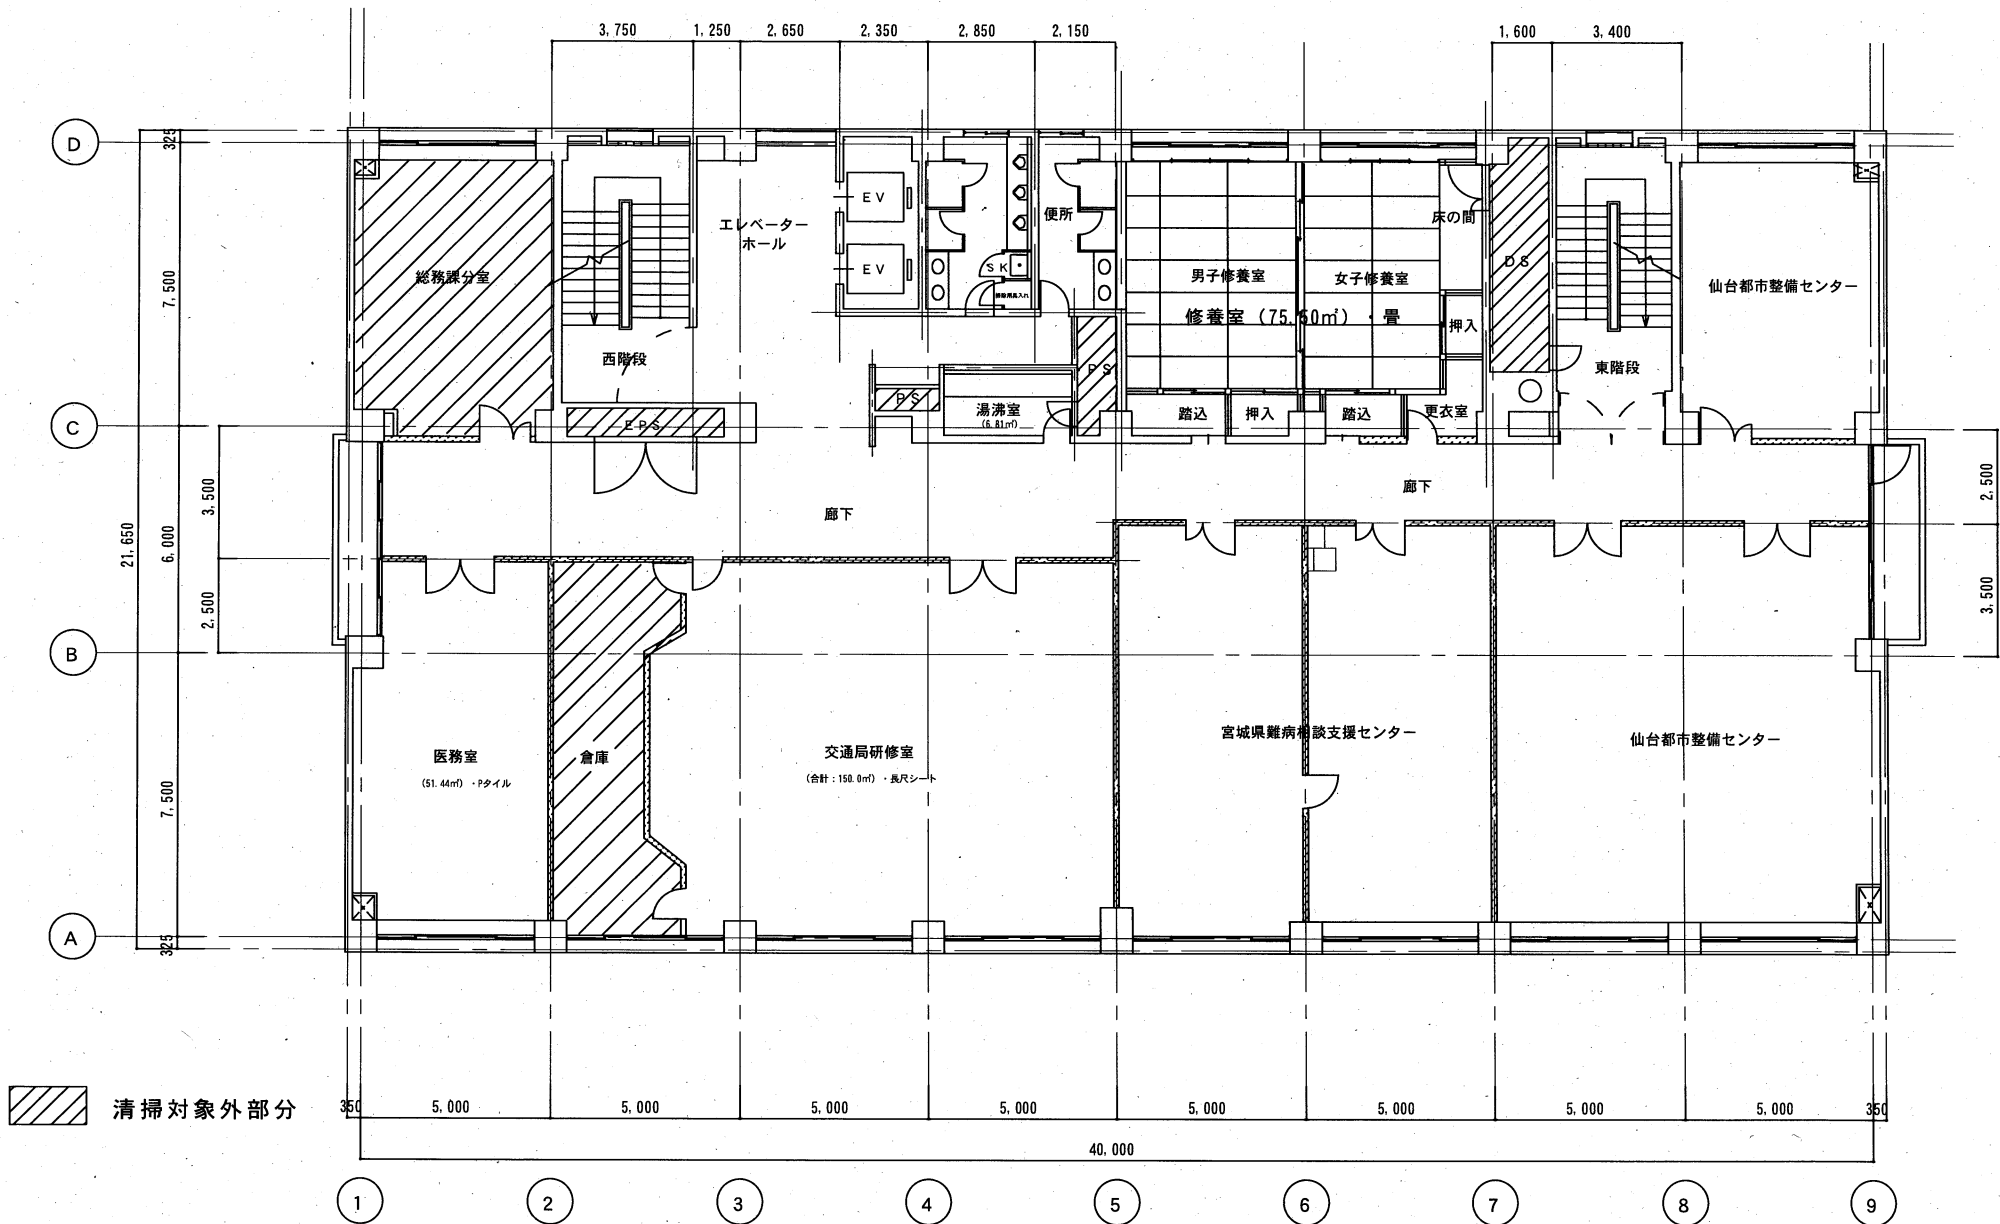 3,750
1,250
2,650
2,350
2,850
2,150
1,600
3,400
D
325
EV
エレベーター
ホール
便所
床の間
EV
SK
総務課分室
男子修養室
女子修養室
DS
仙台都市整備センター
7,500
掃除用具入れ
修養室(75.50㎡)・畳
押入
西階段
PS
東階段
PS
湯沸室
(6.81㎡)
踏込
押入
踏込
更衣室
C
EPS
3,500
廊下
廊下
2,500
21,650
6,000
2,500
3,500
B
宮城県難病相談支援センター
仙台都市整備センター
医務室
(51.44㎡)・Pタイル
倉庫
交通局研修室
(合計:150.0㎡)・長尺シート
7,500
A
325
清掃対象外部分
350
5,000
5,000
5,000
5,000
5,000
5,000
5,000
5,000
350
40,000
1
2
3
4
5
6
7
8
9